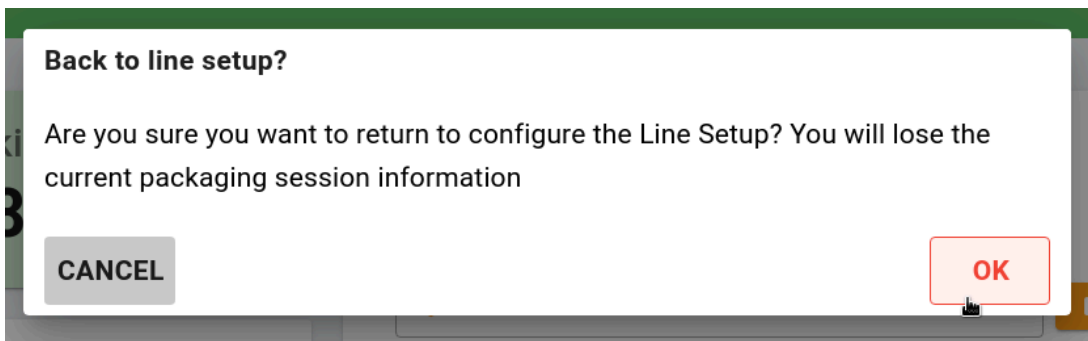 Back to line setup?
Are you sure you want to return to configure the Line Setup? You will lose the
current packaging session information
CANCEL
OK